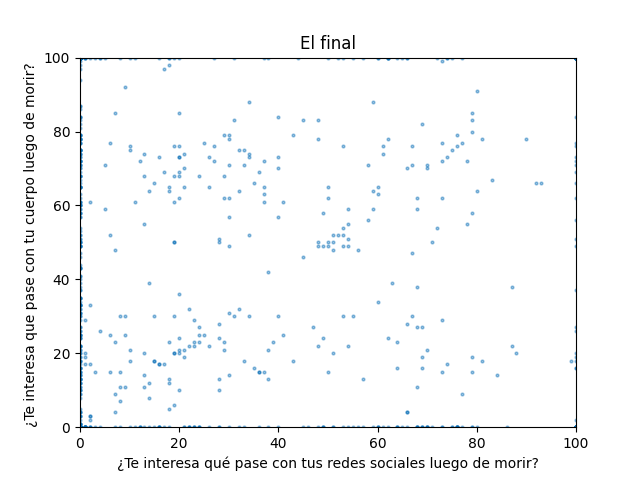 El final
100
80
60
40
20
0
¿Te interesa que pase con tu cuerpo luego de morir?
0 20 40 60 80 100
¿Te interesa qué pase con tus redes sociales luego de morir?